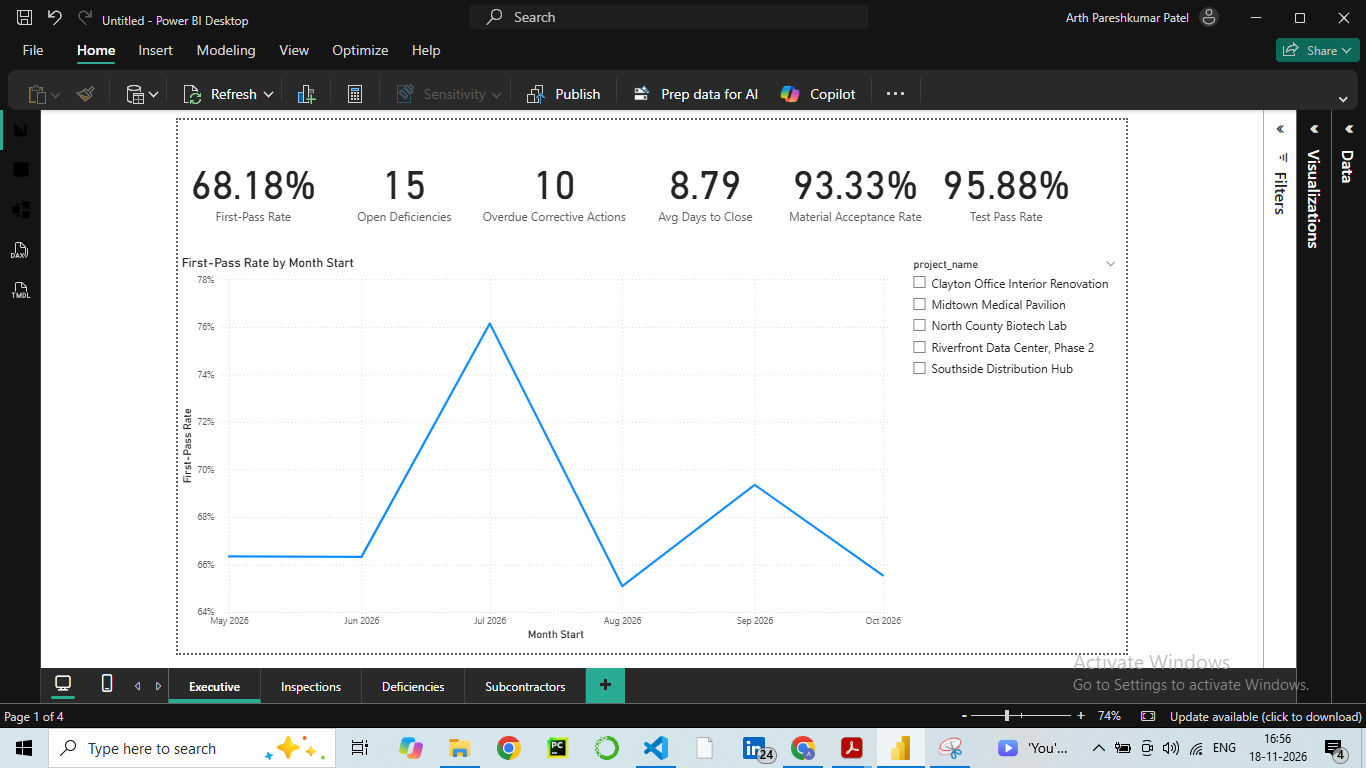 Untitled - Power BI Desktop
Search
Arth Pareshkumar Patel
File Home Insert Modeling View Optimize Help
Share
Refresh
Sensitivity
Publish
Prep data for AI
Copilot
68.18% 15 10 8.79 93.33% 95.88%
First-Pass Rate Open Deficiencies Overdue Corrective Actions Avg Days to Close Material Acceptance Rate Test Pass Rate
First-Pass Rate by Month Start
78%
76%
74%
72%
70%
68%
66%
64%
First-Pass Rate
May 2026 Jun 2026 Jul 2026 Aug 2026 Sep 2026 Oct 2026
Month Start
project_name
Clayton Office Interior Renovation
Midtown Medical Pavilion
North County Biotech Lab
Riverfront Data Center, Phase 2
Southside Distribution Hub
Filters
Visualizations
Data
DAX
TMDL
Activate Windows
Go to Settings to activate Windows.
Executive Inspections Deficiencies Subcontractors +
Page 1 of 4
- + 74%
Update available (click to download)
Type here to search
PC
in 24
'You'...
ENG
16:56
18-11-2026
4